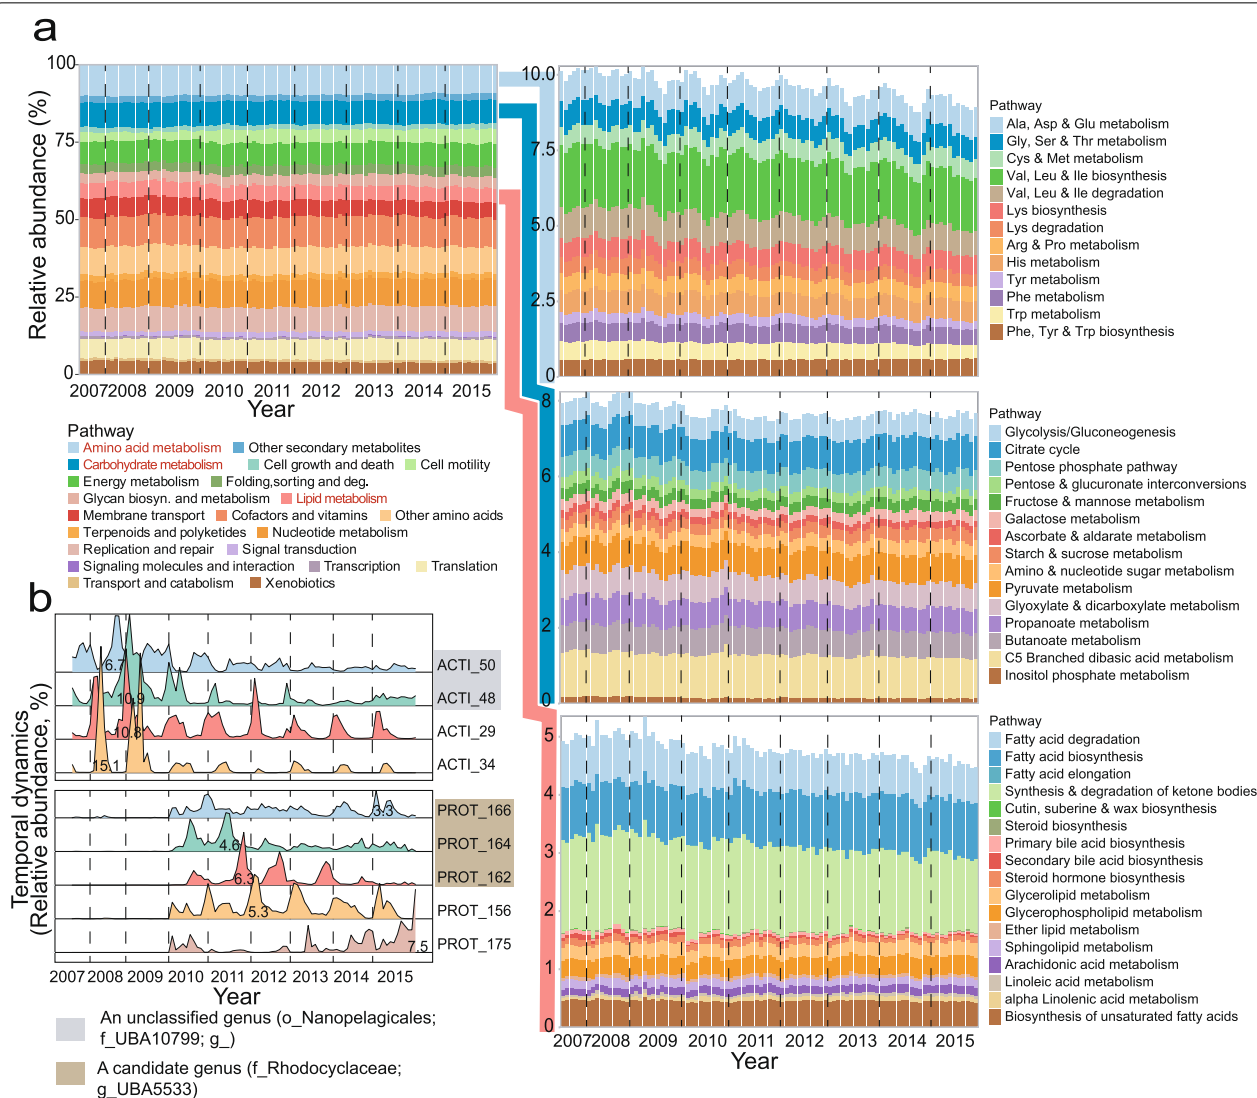 a
Relative abundance (%)
100
75
50
25
0
2007 2008 2009 2010 2011 2012 2013 2014 2015
Year
Pathway
Amino acid metabolism Other secondary metabolites
Carbohydrate metabolism Cell growth and death Cell motility
Energy metabolism Folding,sorting and deg.
Glycan biosyn. and metabolism Lipid metabolism
Membrane transport Cofactors and vitamins Other amino acids
Terpenoids and polyketides Nucleotide metabolism
Replication and repair Signal transduction
Signaling molecules and interaction Transcription Translation
Transport and catabolism Xenobiotics
10.0
7.5
5.0
2.5
0
Pathway
Ala, Asp & Glu metabolism
Gly, Ser & Thr metabolism
Cys & Met metabolism
Val, Leu & Ile biosynthesis
Val, Leu & Ile degradation
Lys biosynthesis
Lys degradation
Arg & Pro metabolism
His metabolism
Tyr metabolism
Phe metabolism
Trp metabolism
Phe, Tyr & Trp biosynthesis
8
6
4
2
0
Pathway
Glycolysis/Gluconeogenesis
Citrate cycle
Pentose phosphate pathway
Pentose & glucuronate interconversions
Fructose & mannose metabolism
Galactose metabolism
Ascorbate & aldarate metabolism
Starch & sucrose metabolism
Amino & nucleotide sugar metabolism
Pyruvate metabolism
Glyoxylate & dicarboxylate metabolism
Propanoate metabolism
Butanoate metabolism
C5 Branched dibasic acid metabolism
Inositol phosphate metabolism
5
4
3
2
1
0
2007 2008 2009 2010 2011 2012 2013 2014 2015
Year
Pathway
Fatty acid degradation
Fatty acid biosynthesis
Fatty acid elongation
Synthesis & degradation of ketone bodies
Cutin, suberine & wax biosynthesis
Steroid biosynthesis
Primary bile acid biosynthesis
Secondary bile acid biosynthesis
Steroid hormone biosynthesis
Glycerolipid metabolism
Glycerophospholipid metabolism
Ether lipid metabolism
Sphingolipid metabolism
Arachidonic acid metabolism
Linoleic acid metabolism
alpha Linolenic acid metabolism
Biosynthesis of unsaturated fatty acids
b
Temporal dynamics
(Relative abundance, %)
6.7
ACTI_50
10.9
ACTI_48
10.8
ACTI_29
15.1
ACTI_34
3.3
PROT_166
4.6
PROT_164
6.3
PROT_162
5.3
PROT_156
7.5
PROT_175
2007 2008 2009 2010 2011 2012 2013 2014 2015
Year
An unclassified genus (o_Nanopelagicales;
f_UBA10799; g_)
A candidate genus (f_Rhodocyclaceae;
g_UBA5533)